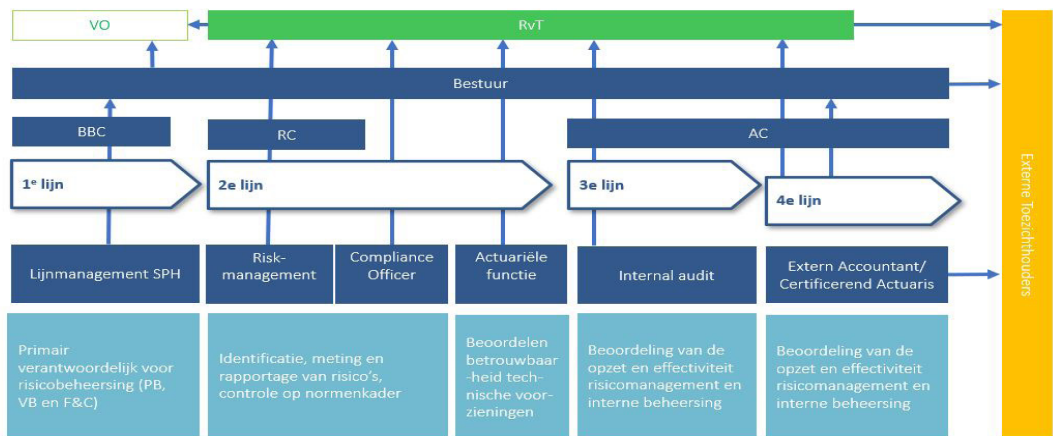 VO
RvT
Bestuur
BBC
RC
AC
1e lijn
2e lijn
3e lijn
4e lijn
Lijnmanagement SPH
Risk-
management
Compliance
Officer
Actuariële
functie
Internal audit
Extern Accountant/
Certificerend Actuaris
Primair
verantwoordelijk voor
risicobeheersing (PB,
VB en F&C)
Identificatie, meting en
rapportage van risico's,
controle op normenkader
Beoordelen
betrouwbaar
-heid tech-
nische voor-
zieningen
Beoordeling van de
opzet en effectiviteit
risicomanagement en
interne beheersing
Beoordeling van de
opzet en effectiviteit
risicomanagement en
interne beheersing
Externe Toezichthouders